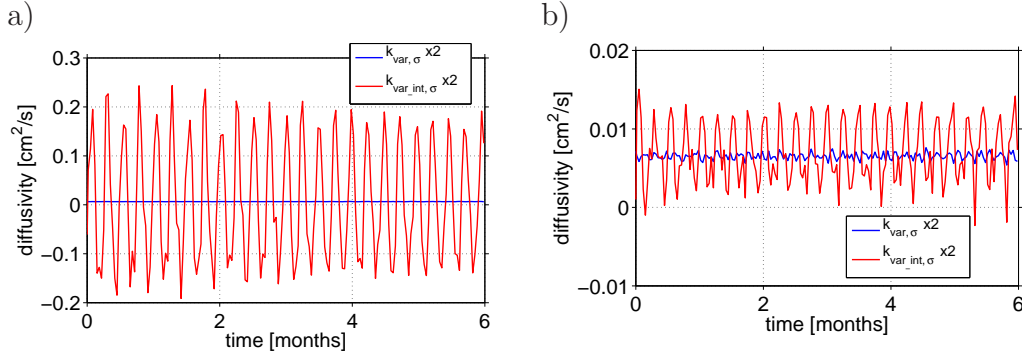 a)
0.3
0.2
0.1
0
−0.1
−0.2
diffusivity [cm²/s]
0 2 4 6
time [months]
k_var, σ x2
k_var_int, σ x2
b)
0.02
0.01
0
−0.01
diffusivity [cm²/s]
0 2 4 6
time [months]
k_var, σ x2
k_var_int, σ x2